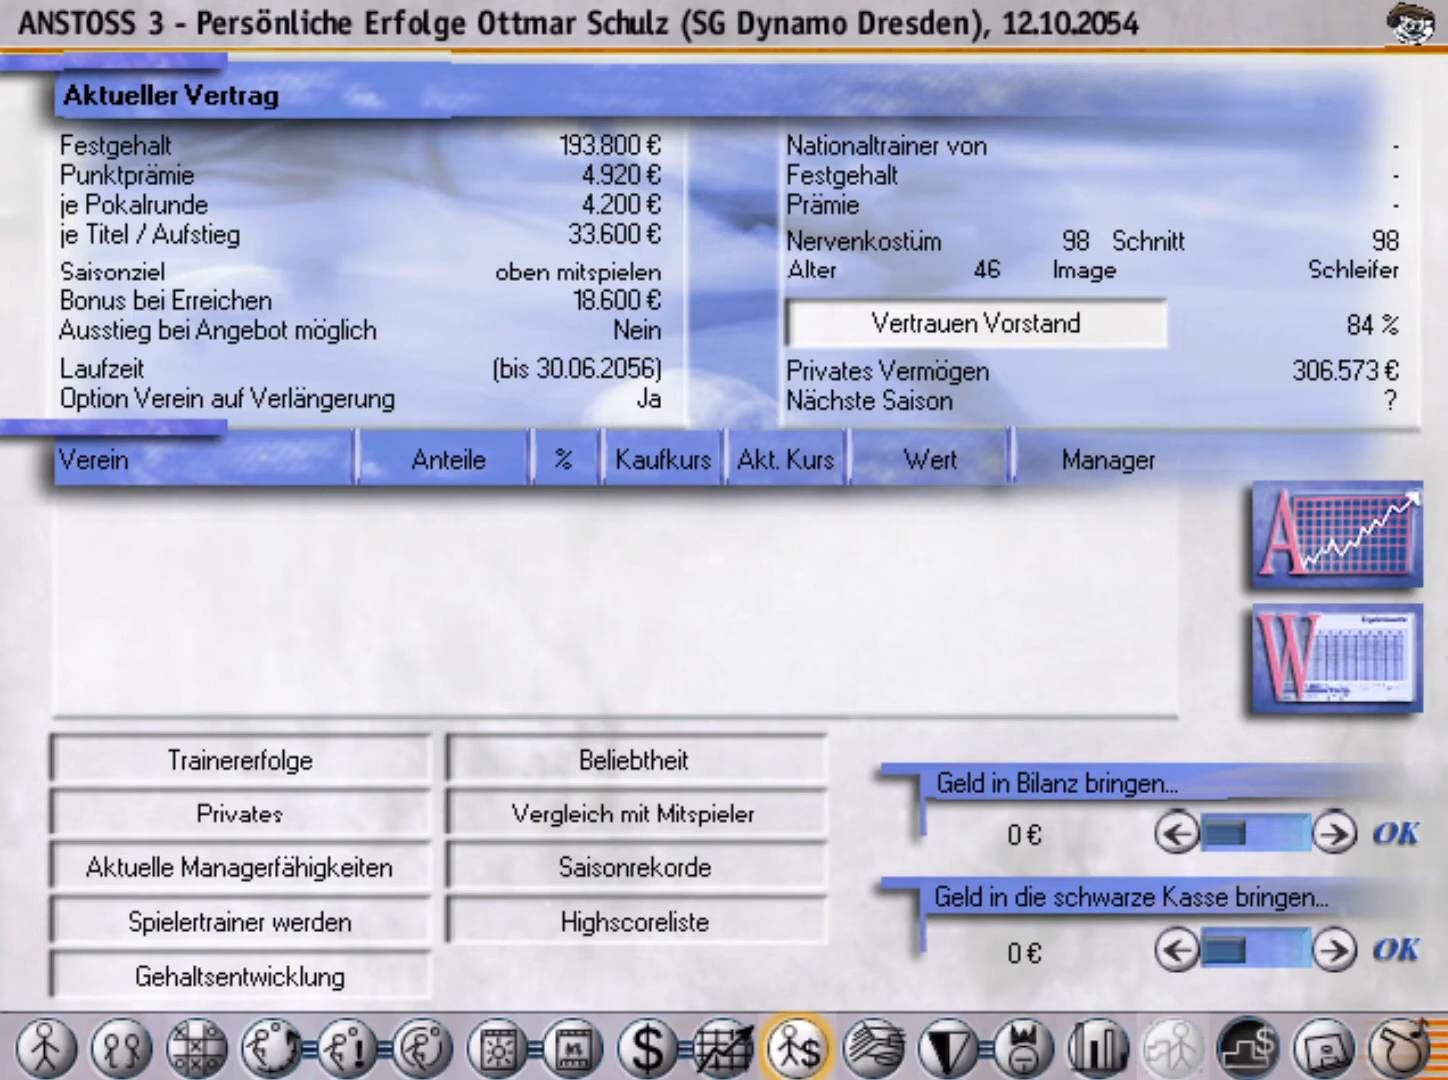 ANSTOSS 3 - Persönliche Erfolge Ottmar Schulz (SG Dynamo Dresden), 12.10.2054
Aktueller Vertrag
Festgehalt 193.800 €
Punktprämie 4.920 €
je Pokalrunde 4.200 €
je Titel / Aufstieg 33.600 €
Saisonziel oben mitspielen
Bonus bei Erreichen 18.600 €
Ausstieg bei Angebot möglich Nein
Laufzeit (bis 30.06.2056)
Option Verein auf Verlängerung Ja
Nationaltrainer von -
Festgehalt -
Prämie -
Nervenkostüm 98 Schnitt 98
Alter 46 Image Schleifer
Vertrauen Vorstand 84 %
Privates Vermögen 306.573 €
Nächste Saison ?
Verein Anteile % Kaufkurs Akt. Kurs Wert Manager
A
W
Trainererfolge
Privates
Aktuelle Managerfähigkeiten
Spielertrainer werden
Gehaltsentwicklung
Beliebtheit
Vergleich mit Mitspieler
Saisonrekorde
Highscoreliste
Geld in Bilanz bringen...
0 € OK
Geld in die schwarze Kasse bringen...
0 € OK